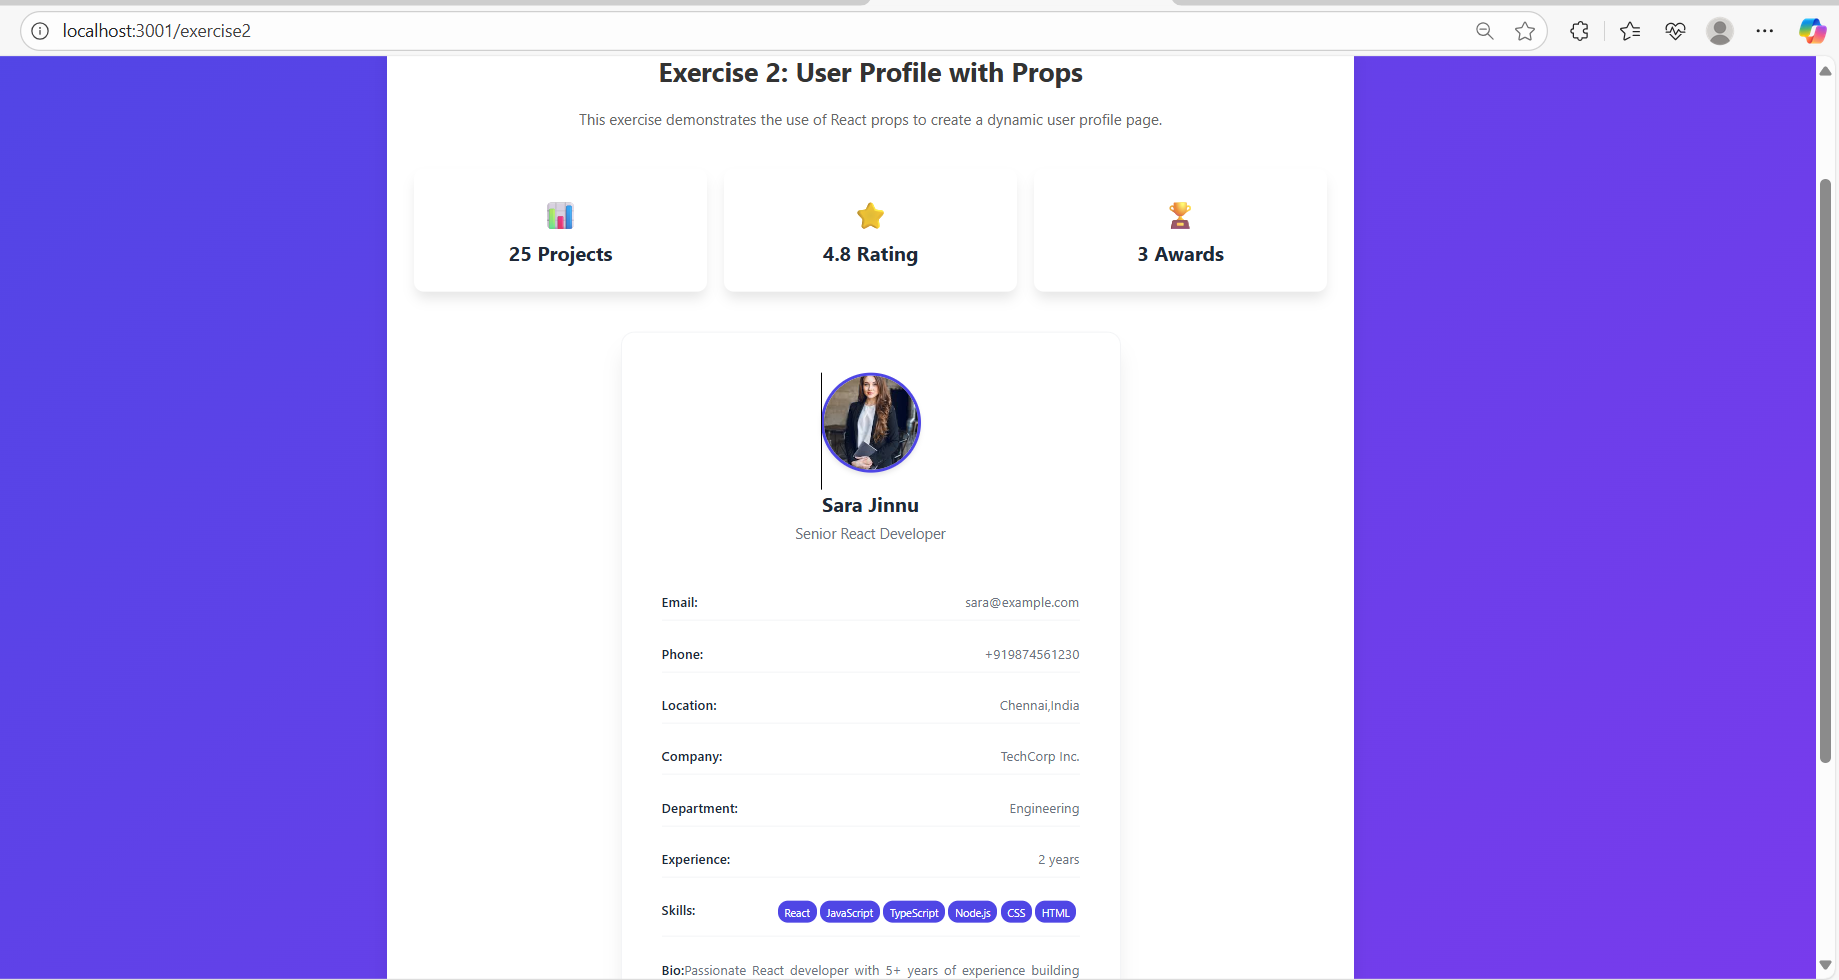 localhost:3001/exercise2
Exercise 2: User Profile with Props
This exercise demonstrates the use of React props to create a dynamic user profile page.
25 Projects
4.8 Rating
3 Awards
Sara Jinnu
Senior React Developer
Email: sara@example.com
Phone: +919874561230
Location: Chennai,India
Company: TechCorp Inc.
Department: Engineering
Experience: 2 years
Skills: React JavaScript TypeScript Node.js CSS HTML
Bio:Passionate React developer with 5+ years of experience building